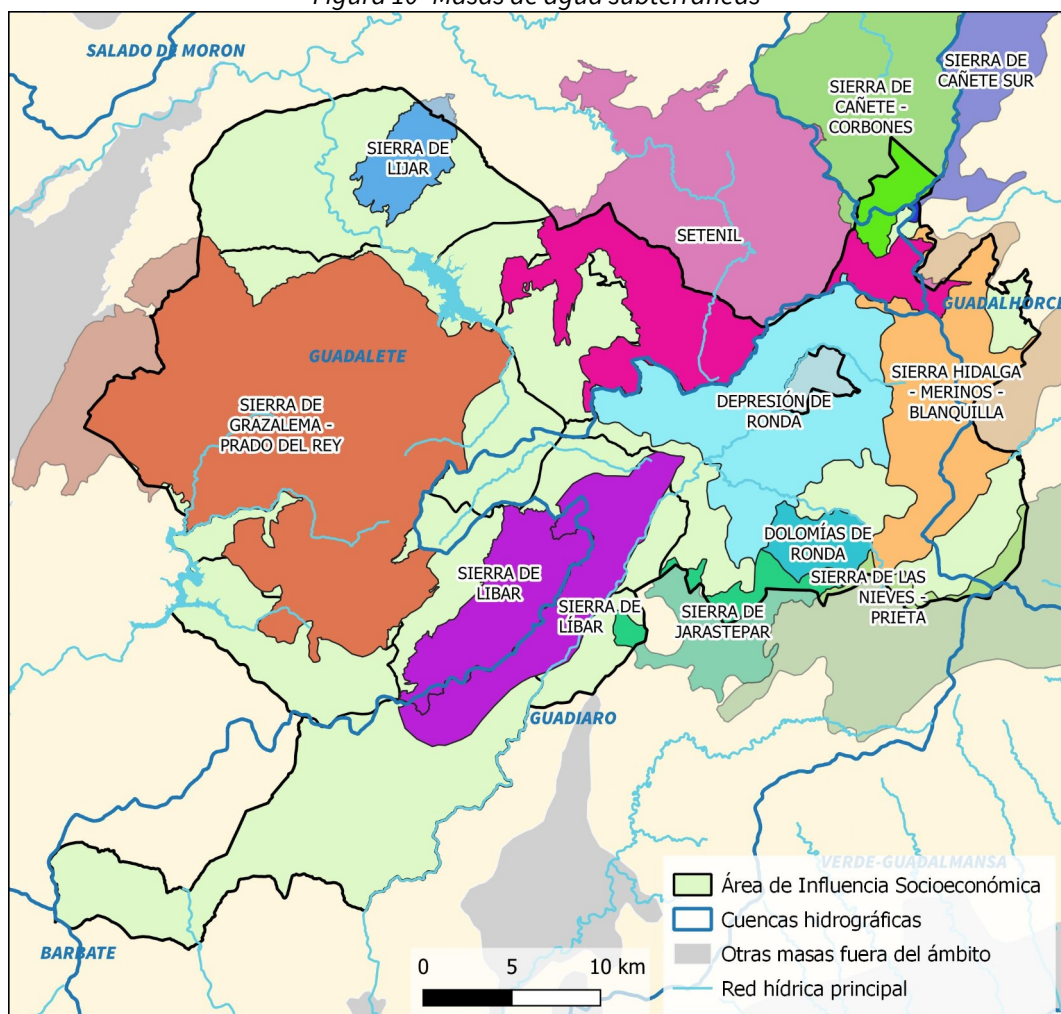 Figura 10- Masas de agua subterráneas
SALADO DE MORON
SIERRA DE
CAÑETE SUR
SIERRA DE
CAÑETE -
CORBONES
SIERRA DE
LIJAR
SETENIL
GUADALHORCE
GUADALETE
SIERRA HIDALGA
- MERINOS -
BLANQUILLA
DEPRESIÓN DE
RONDA
SIERRA DE
GRAZALEMA -
PRADO DEL REY
DOLOMÍAS DE
RONDA
SIERRA DE
LÍBAR
SIERRA DE LAS
NIEVES -
PRIETA
SIERRA DE
LÍBAR
SIERRA DE
JARASTEPAR
GUADIARO
VERDE-GUADALMANSA
BARBATE
0 5 10 km
Área de Influencia Socioeconómica
Cuencas hidrográficas
Otras masas fuera del ámbito
Red hídrica principal